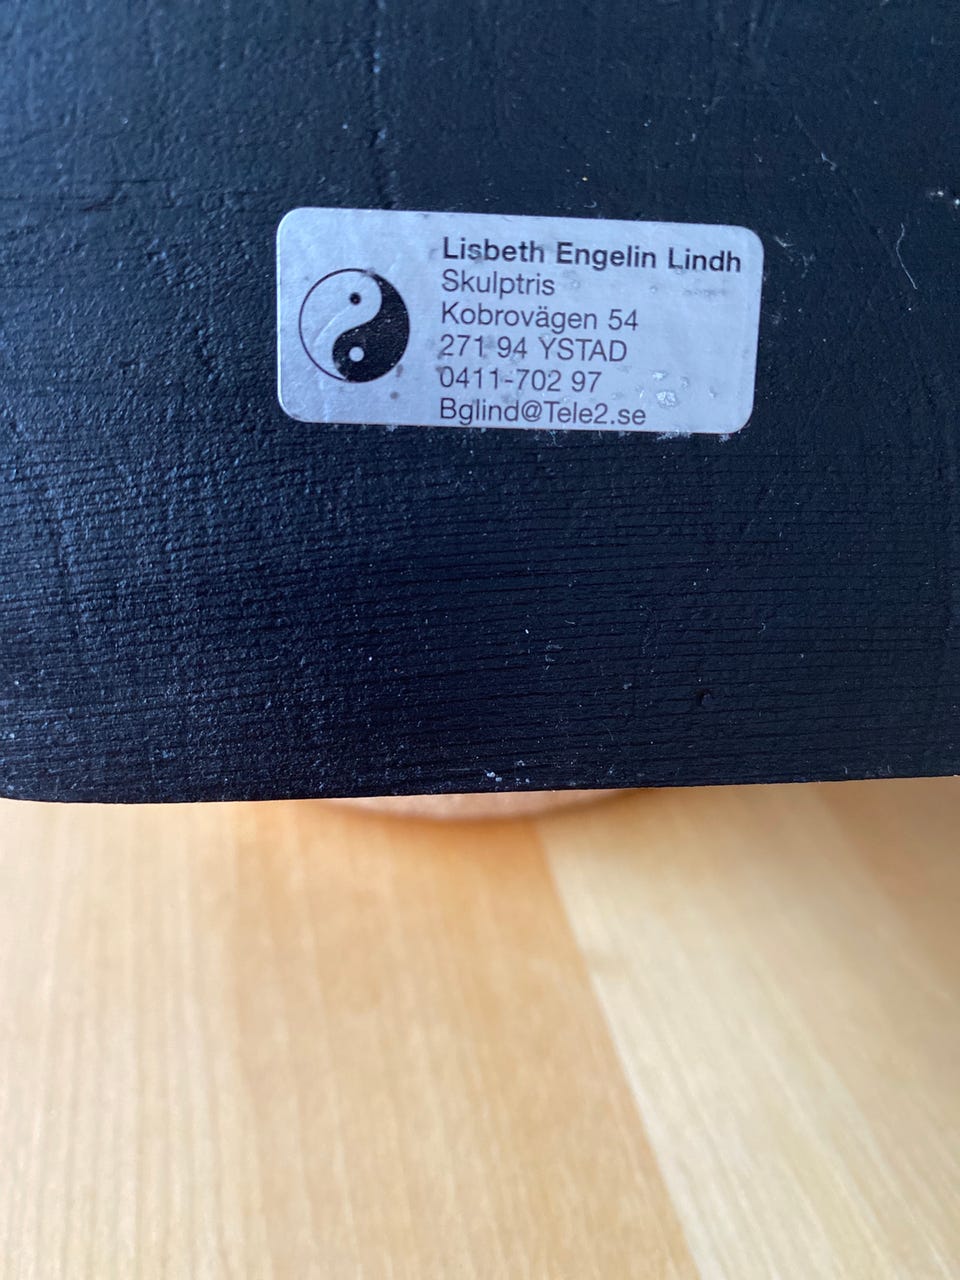 Lisbeth Engelin Lindh
Skulptris
Kobrovägen 54
271 94 YSTAD
0411-702 97
Bglind@Tele2.se